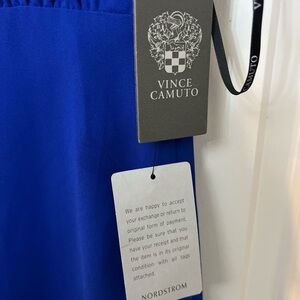 VINCE
CAMUTO
CAMUTO
We are happy to accept
your exchange or return to
original form of payment.
Please be sure that you
have your receipt and that
the item is in its original
condition with all tags
attached.
NORDSTROM